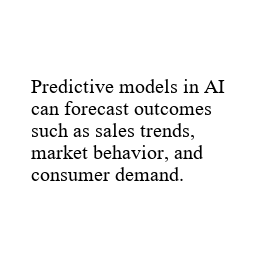 Predictive models in AI
can forecast outcomes
such as sales trends,
market behavior, and
consumer demand.